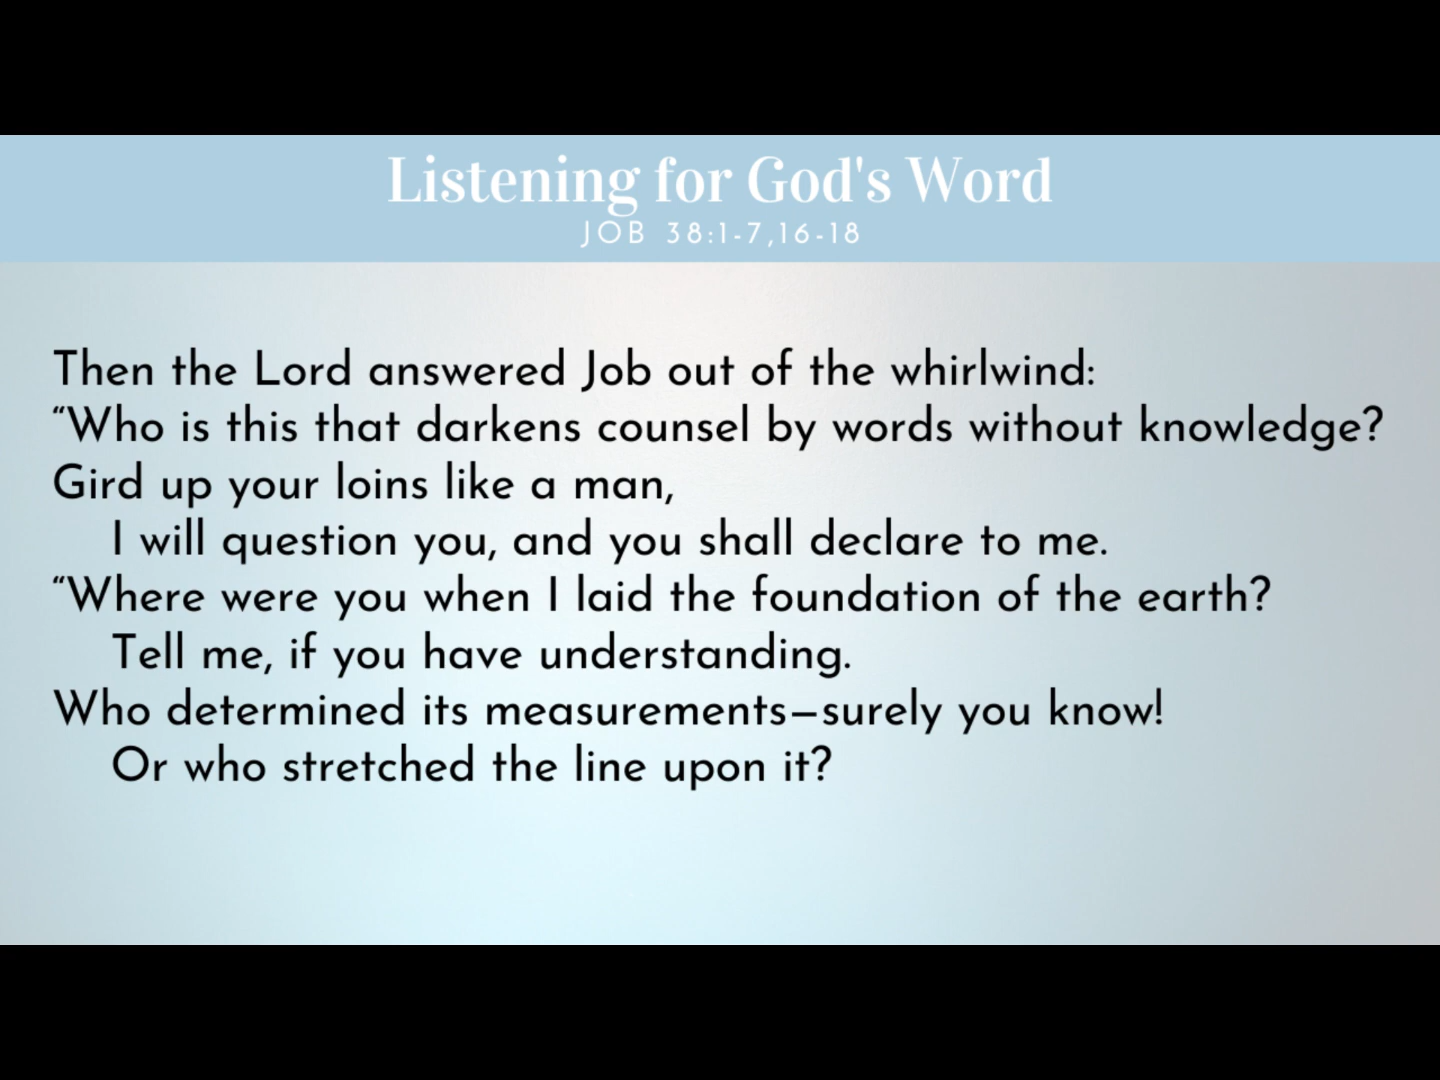 Listening for God's Word
JOB 38:1-7,16-18
Then the Lord answered Job out of the whirlwind:
“Who is this that darkens counsel by words without knowledge?
Gird up your loins like a man,
I will question you, and you shall declare to me.
“Where were you when I laid the foundation of the earth?
Tell me, if you have understanding.
Who determined its measurements—surely you know!
Or who stretched the line upon it?